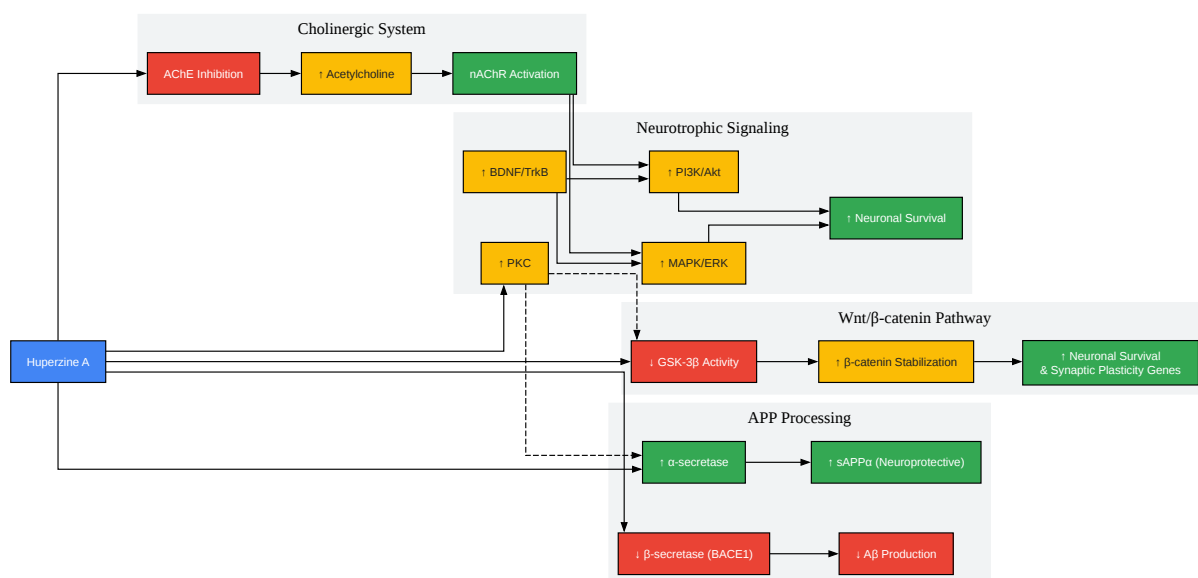 Cholinergic System
AChE Inhibition
↑ Acetylcholine
nAChR Activation
Neurotrophic Signaling
↑ BDNF/TrkB
↑ PI3K/Akt
↑ Neuronal Survival
↑ PKC
↑ MAPK/ERK
Wnt/β-catenin Pathway
Huperzine A
↓ GSK-3β Activity
↑ β-catenin Stabilization
↑ Neuronal Survival
& Synaptic Plasticity Genes
APP Processing
↑ α-secretase
↑ sAPPα (Neuroprotective)
↓ β-secretase (BACE1)
↓ Aβ Production